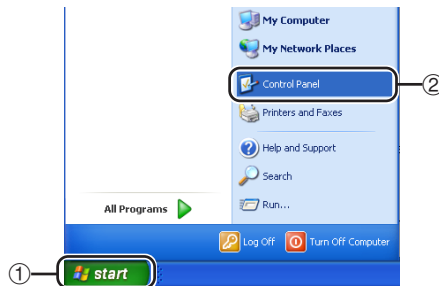 My Computer
My Network Places
Control Panel
②
Printers and Faxes
Help and Support
Search
All Programs
Run...
Log Off
Turn Off Computer
①
start